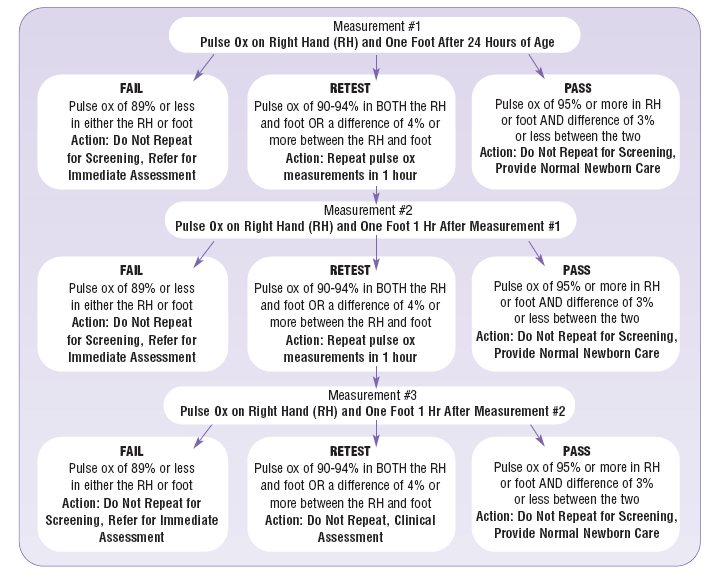 Measurement #1
Pulse Ox on Right Hand (RH) and One Foot After 24 Hours of Age
FAIL
Pulse ox of 89% or less
in either the RH or foot
Action: Do Not Repeat
for Screening, Refer for
Immediate Assessment
RETEST
Pulse ox of 90-94% in BOTH the RH
and foot OR a difference of 4% or
more between the RH and foot
Action: Repeat pulse ox
measurements in 1 hour
PASS
Pulse ox of 95% or more in RH
or foot AND difference of 3%
or less between the two
Action: Do Not Repeat for Screening,
Provide Normal Newborn Care
Measurement #2
Pulse Ox on Right Hand (RH) and One Foot 1 Hr After Measurement #1
FAIL
Pulse ox of 89% or less
in either the RH or foot
Action: Do Not Repeat
for Screening, Refer for
Immediate Assessment
RETEST
Pulse ox of 90-94% in BOTH the RH
and foot OR a difference of 4% or
more between the RH and foot
Action: Repeat pulse ox
measurements in 1 hour
PASS
Pulse ox of 95% or more in RH
or foot AND difference of 3%
or less between the two
Action: Do Not Repeat for Screening,
Provide Normal Newborn Care
Measurement #3
Pulse Ox on Right Hand (RH) and One Foot 1 Hr After Measurement #2
FAIL
Pulse ox of 89% or less
in either the RH or foot
Action: Do Not Repeat for
Screening, Refer for Immediate
Assessment
RETEST
Pulse ox of 90-94% in BOTH the RH
and foot OR a difference of 4% or
more between the RH and foot
Action: Do Not Repeat, Clinical
Assessment
PASS
Pulse ox of 95% or more in RH
or foot AND difference of 3%
or less between the two
Action: Do Not Repeat for Screening,
Provide Normal Newborn Care